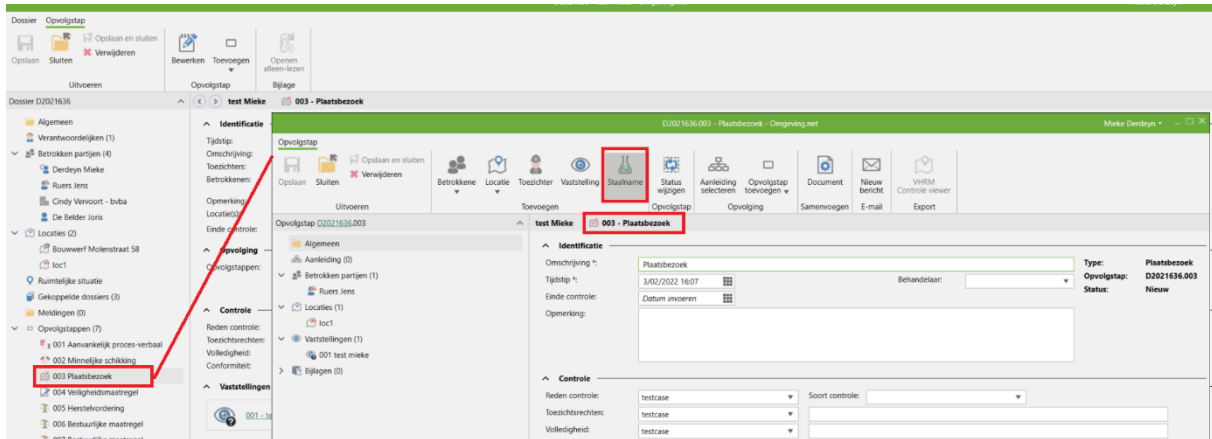 Dossier Opvolgstap
Opslaan Sluiten Opslaan en sluiten Verwijderen Bewerken Toevoegen Openen alleen-lezen
Uitvoeren Opvolgstap Bijlage
Dossier D2021636 test Mieke 003 - Plaatsbezoek
Algemeen
Verantwoordelijken (1)
Betrokken partijen (4)
Derdeyn Mieke
Ruers Jens
Cindy Vervoort - bvba
De Belder Joris
Locaties (2)
Bouwwerf Molenstraat 58
loc1
Ruimtelijke situatie
Gekoppelde dossiers (3)
Meldingen (0)
Opvolgstappen (7)
001 Aanvankelijk proces-verbaal
002 Minnelijke schikking
003 Plaatsbezoek
004 Veiligheidsmaatregel
005 Herstelvordering
006 Bestuurlijke maatregel
Identificatie
Tijdstip:
Omschrijving:
Toezichters:
Betrokkenen:
Opmerking:
Locatie(s):
Einde controle:
Opvolging
Opvolgstappen:
Controle
Reden controle:
Toezichtsrechten:
Volledigheid:
Conformiteit:
Vaststellingen
D2021636.003 - Plaatsbezoek - Omgeving.net Mieke Derdeyn
Opvolgstap
Opslaan Sluiten Opslaan en sluiten Verwijderen Betrokkene Locatie Toezichter Vaststelling Staalname Status wijzigen Aanleiding selecteren Opvolgstap toevoegen Document Nieuw bericht VHRM Controle viewer
Uitvoeren Toevoegen Opvolgstap Opvolging Samenvoegen E-mail Export
Opvolgstap D2021636.003 test Mieke 003 - Plaatsbezoek
Algemeen
Aanleiding (0)
Betrokken partijen (1)
Ruers Jens
Locaties (1)
loc1
Vaststellingen (1)
001 test mieke
Bijlagen (0)
Identificatie
Omschrijving *: Plaatsbezoek Type: Plaatsbezoek
Tijdstip *: 3/02/2022 16:07 Behandelaar: Opvolgstap: D2021636.003
Einde controle: Datum invoeren Status: Nieuw
Opmerking:
Controle
Reden controle: testcase Soort controle:
Toezichtsrechten: testcase
Volledigheid: testcase